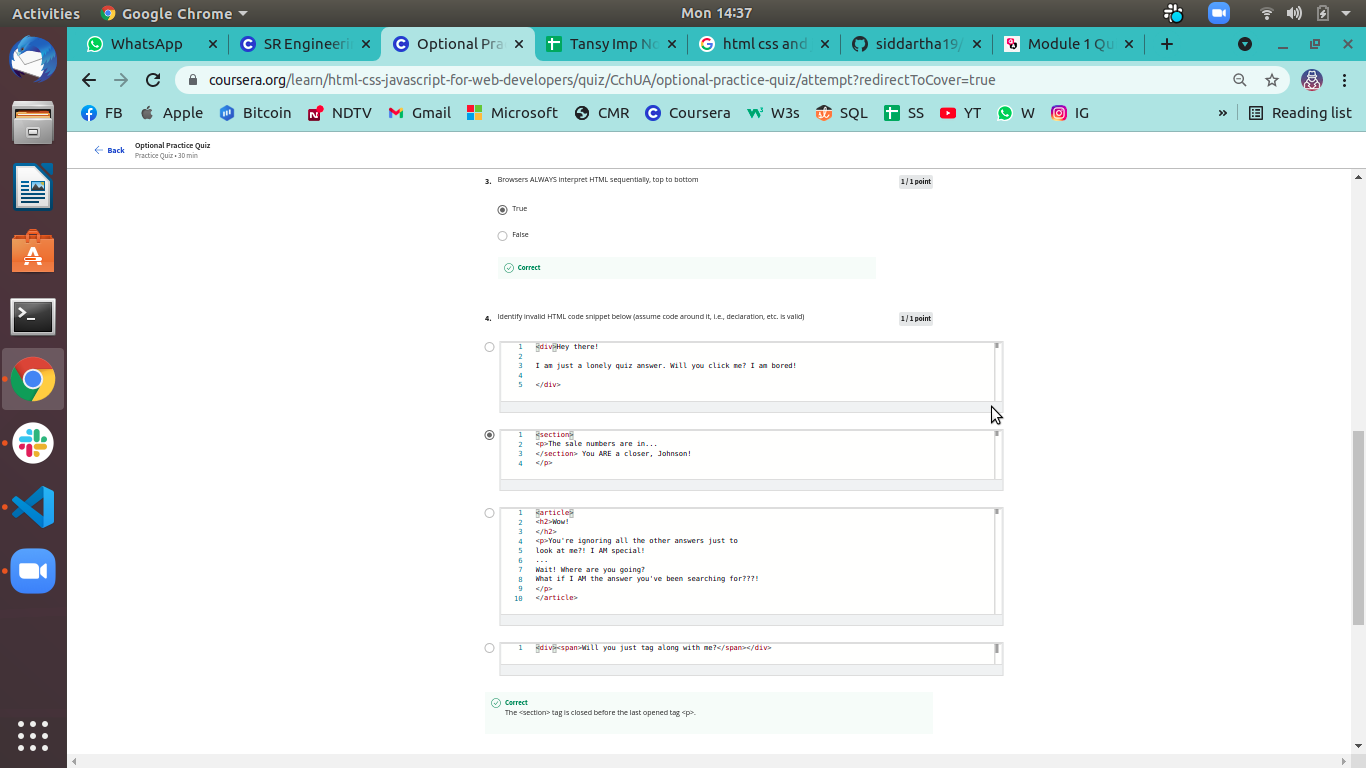 Activities
Google Chrome
Mon 14:37
WhatsApp
SR Engineeri
Optional Pra
Tansy Imp No
html css and
siddartha19/
Module 1 Qu
coursera.org/learn/html-css-javascript-for-web-developers/quiz/CchUA/optional-practice-quiz/attempt?redirectToCover=true
FB
Apple
Bitcoin
NDTV
Gmail
Microsoft
CMR
Coursera
W3s
SQL
SS
YT
W
IG
»
Reading list
Back
Optional Practice Quiz
Practice Quiz • 30 min
3. Browsers ALWAYS interpret HTML sequentially, top to bottom
1 / 1 point
True
False
Correct
4. Identify invalid HTML code snippet below (assume code around it, i.e., declaration, etc. is valid)
1 / 1 point
1 <div>Hey there!
2
3 I am just a lonely quiz answer. Will you click me? I am bored!
4
5 </div>
1 <section>
2 <p>The sale numbers are in...
3 </section> You ARE a closer, Johnson!
4 </p>
1 <article>
2 <h2>Wow!
3 </h2>
4 <p>You're ignoring all the other answers just to
5 look at me?! I AM special!
6 ...
7 Wait! Where are you going?
8 What if I AM the answer you've been searching for???!
9 </p>
10 </article>
1 <div><span>Will you just tag along with me?</span></div>
Correct
The <section> tag is closed before the last opened tag <p>.